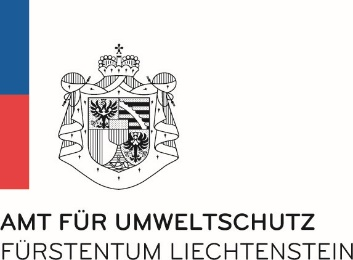 AMT FÜR UMWELTSCHUTZ
FÜRSTENTUM LIECHTENSTEIN